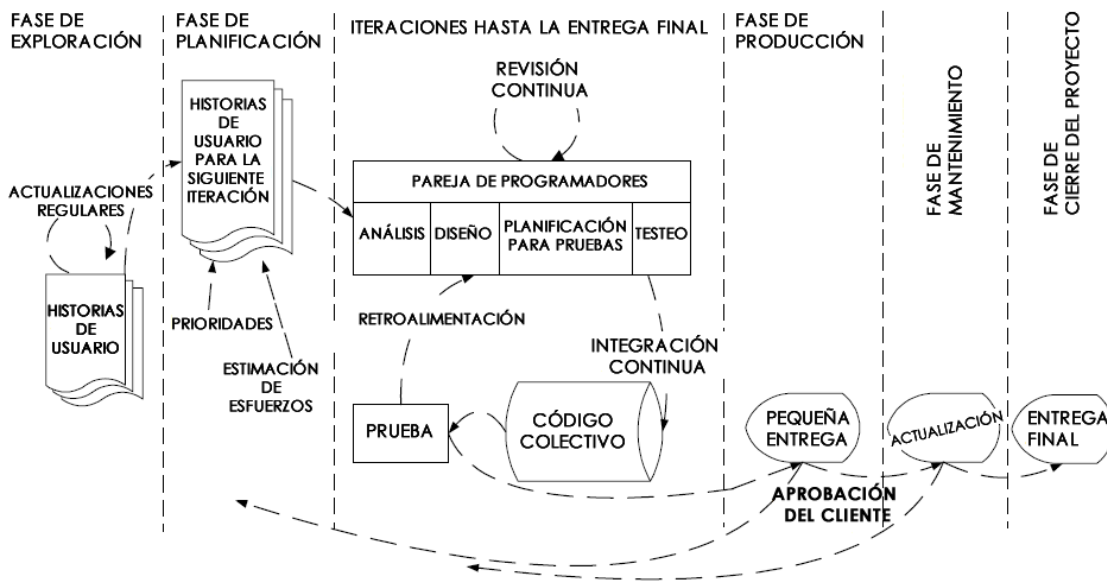 FASE DE
EXPLORACIÓN
FASE DE
PLANIFICACIÓN
ITERACIONES HASTA LA ENTREGA FINAL
FASE DE
PRODUCCIÓN
FASE DE
MANTENIMIENTO
FASE DE
CIERRE DEL PROYECTO
ACTUALIZACIONES
REGULARES
HISTORIAS
DE
USUARIO
HISTORIAS
DE
USUARIO
PARA LA
SIGUIENTE
ITERACIÓN
PRIORIDADES
ESTIMACIÓN
DE
ESFUERZOS
REVISIÓN
CONTINUA
PAREJA DE PROGRAMADORES
ANÁLISIS
DISEÑO
PLANIFICACIÓN
PARA PRUEBAS
TESTEO
RETROALIMENTACIÓN
INTEGRACIÓN
CONTINUA
PRUEBA
CÓDIGO
COLECTIVO
PEQUEÑA
ENTREGA
ACTUALIZACIÓN
ENTREGA
FINAL
APROBACIÓN
DEL CLIENTE